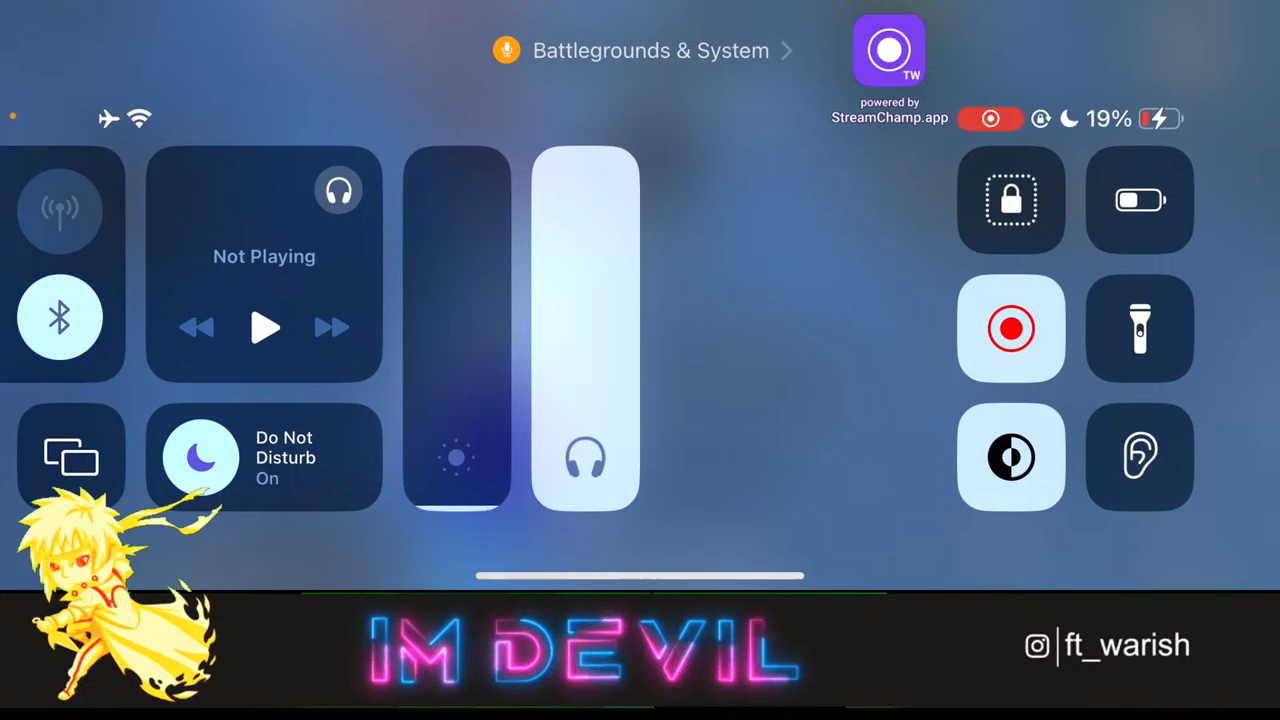 Battlegrounds & System
TW
powered by
StreamChamp.app
19%
Not Playing
Do Not
Disturb
On
IM DEVIL
ft_warish